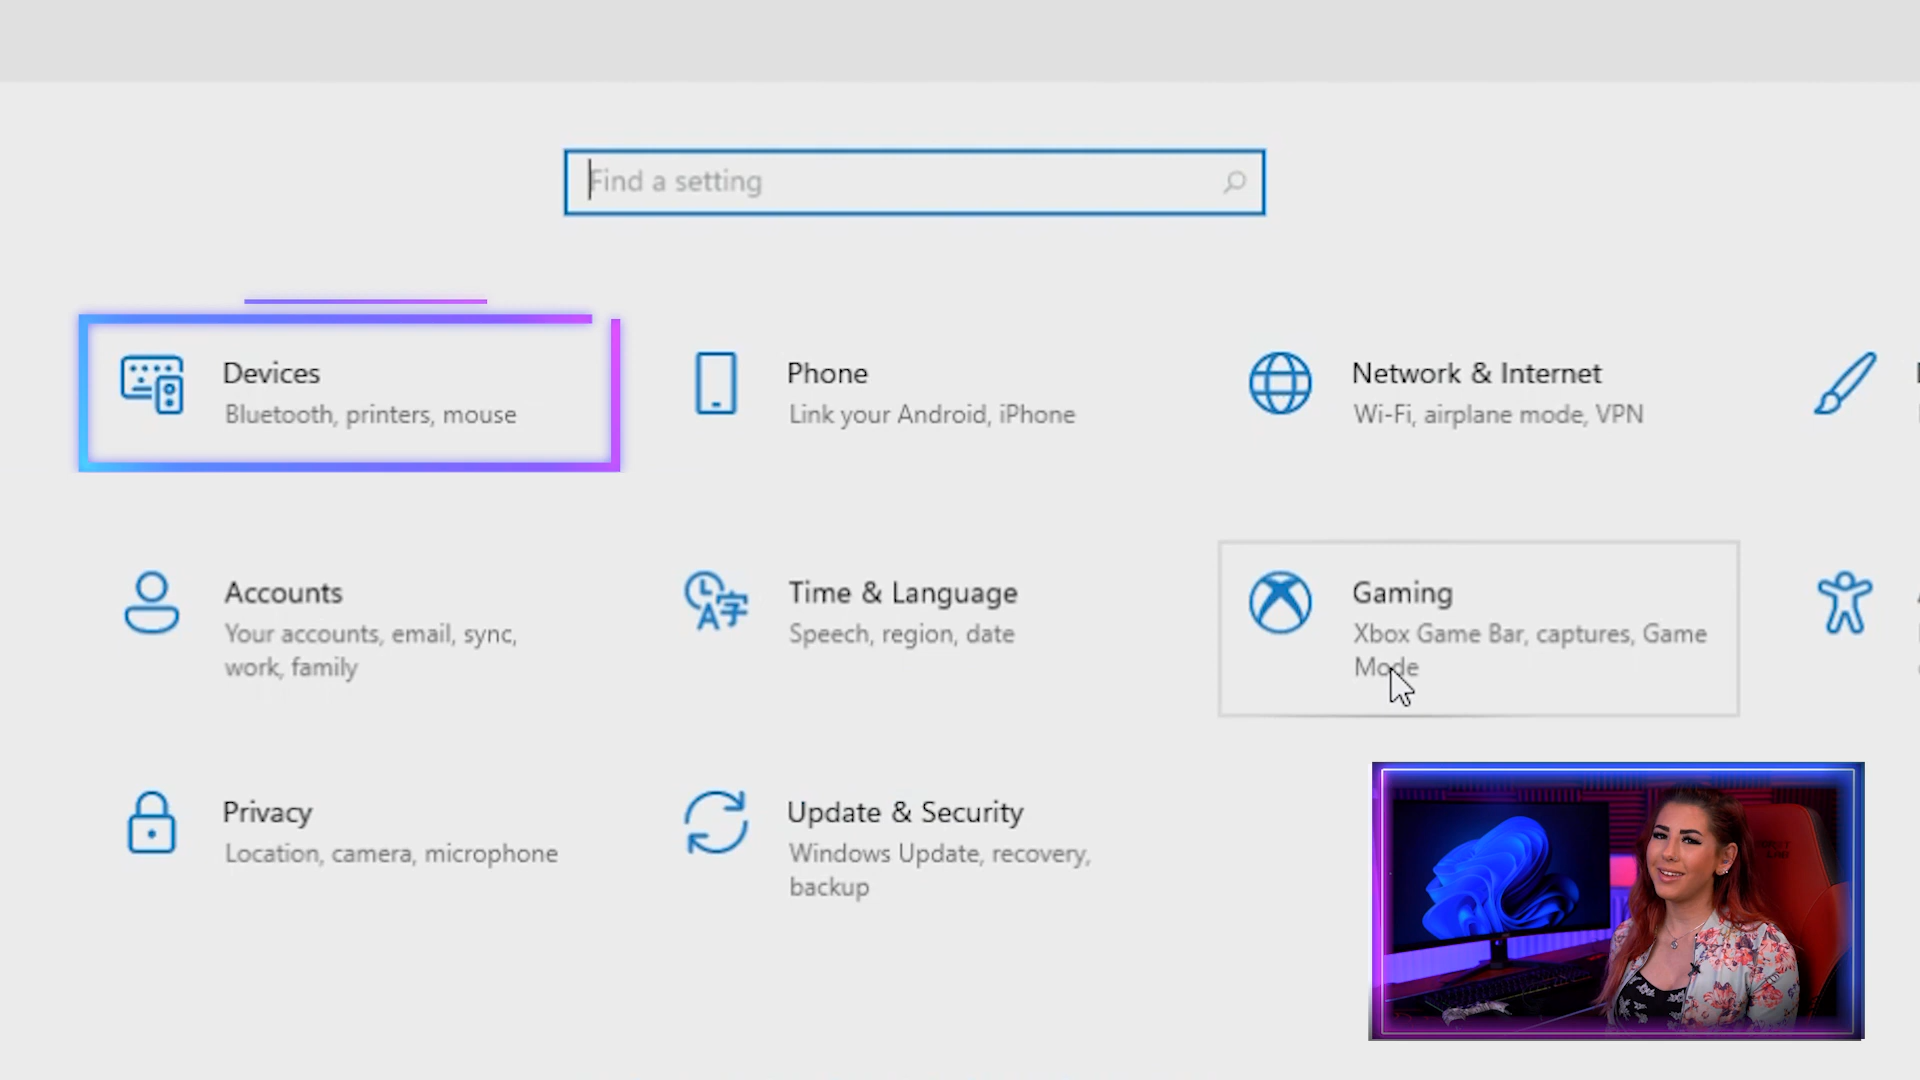 Find a setting
Devices
Bluetooth, printers, mouse
Phone
Link your Android, iPhone
Network & Internet
Wi-Fi, airplane mode, VPN
Accounts
Your accounts, email, sync,
work, family
Time & Language
Speech, region, date
Gaming
Xbox Game Bar, captures, Game
Mode
Privacy
Location, camera, microphone
Update & Security
Windows Update, recovery,
backup